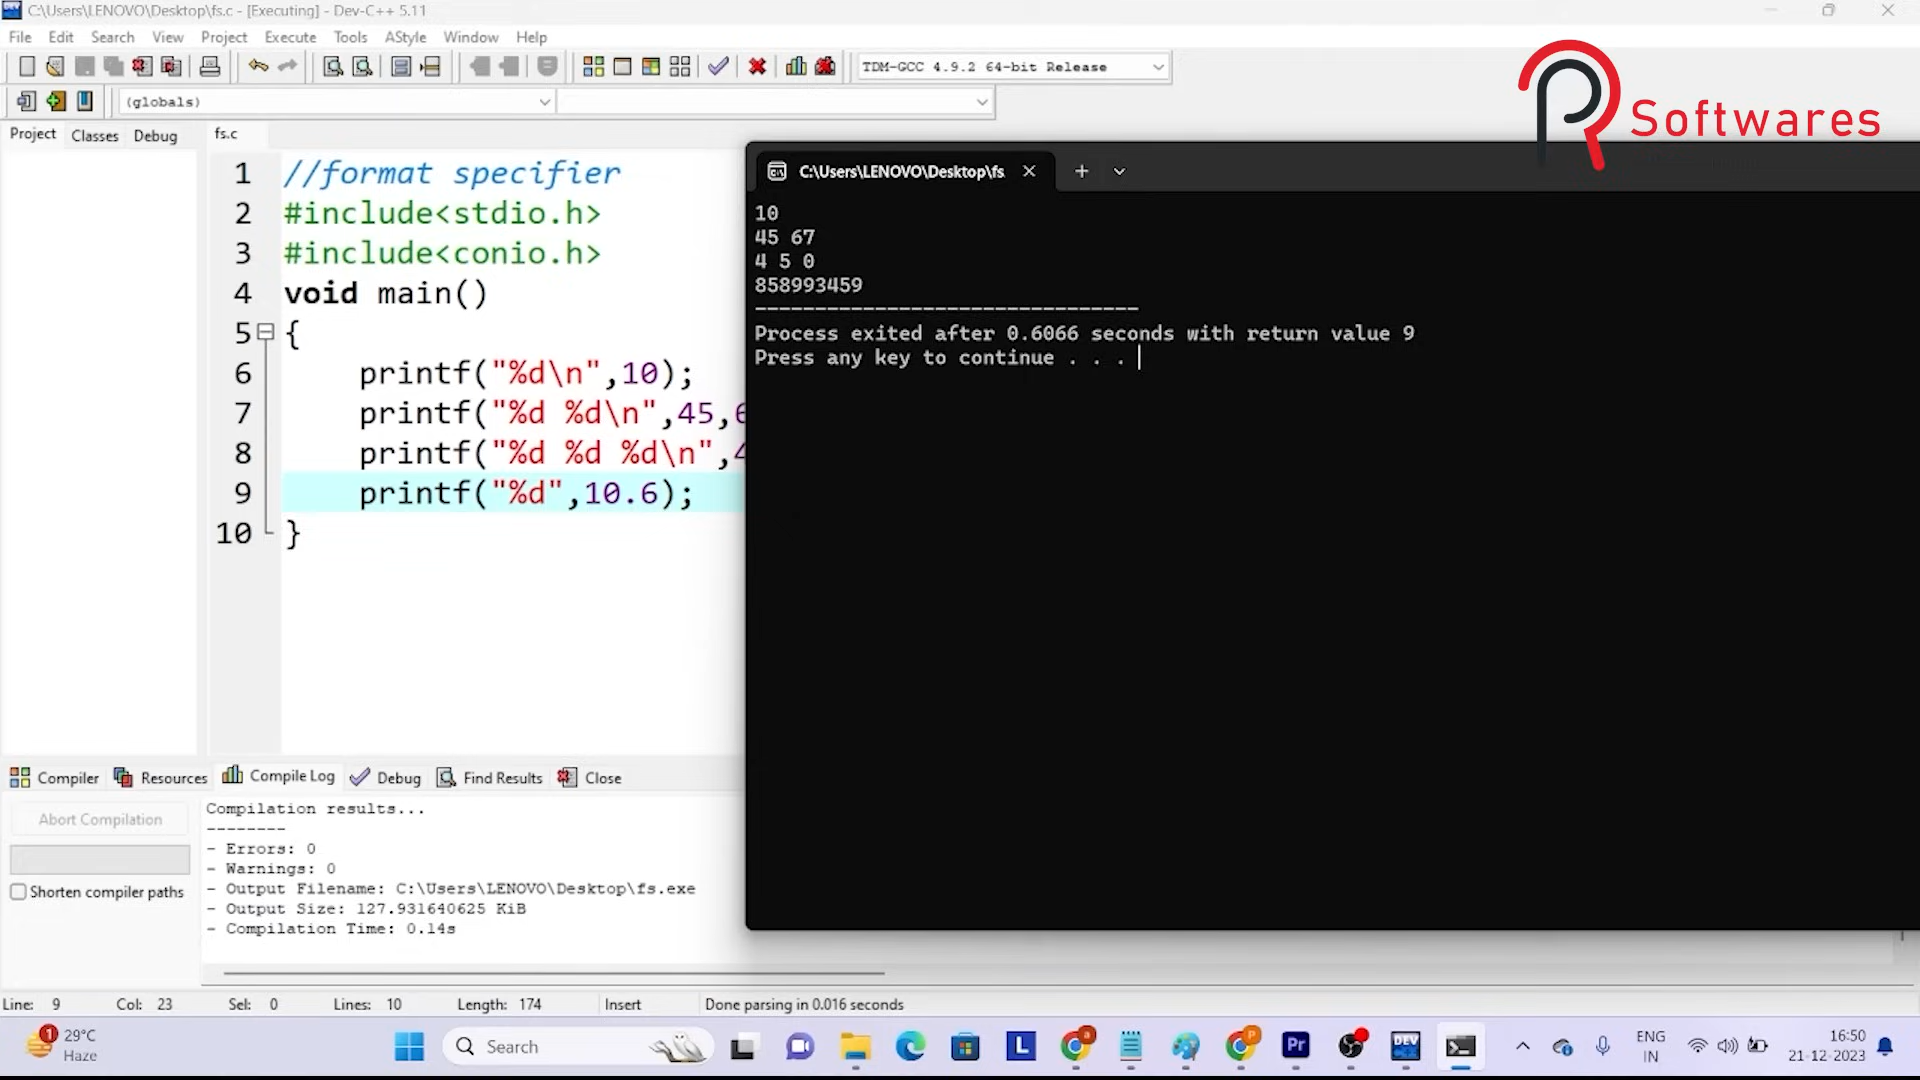 C:\Users\LENOVO\Desktop\fs.c - [Executing] - Dev-C++ 5.11
File Edit Search View Project Execute Tools AStyle Window Help
TDM-GCC 4.9.2 64-bit Release
(globals)
Softwares
Project Classes Debug fs.c
1 //format specifier
2 #include<stdio.h>
3 #include<conio.h>
4 void main()
5 {
6 printf("%d\n",10);
7 printf("%d %d\n",45,6
8 printf("%d %d %d\n",4
9 printf("%d",10.6);
10 }
C:\Users\LENOVO\Desktop\fs.
10
45 67
4 5 0
858993459
--------------------------------
Process exited after 0.6066 seconds with return value 9
Press any key to continue . . .
Compiler Resources Compile Log Debug Find Results Close
Abort Compilation
Shorten compiler paths
Compilation results...
--------
- Errors: 0
- Warnings: 0
- Output Filename: C:\Users\LENOVO\Desktop\fs.exe
- Output Size: 127.931640625 KiB
- Compilation Time: 0.14s
Line: 9 Col: 23 Sel: 0 Lines: 10 Length: 174 Insert Done parsing in 0.016 seconds
1
29°C
Haze
Search
L
a
P
Pr
DEV
ENG
IN
16:50
21-12-2023